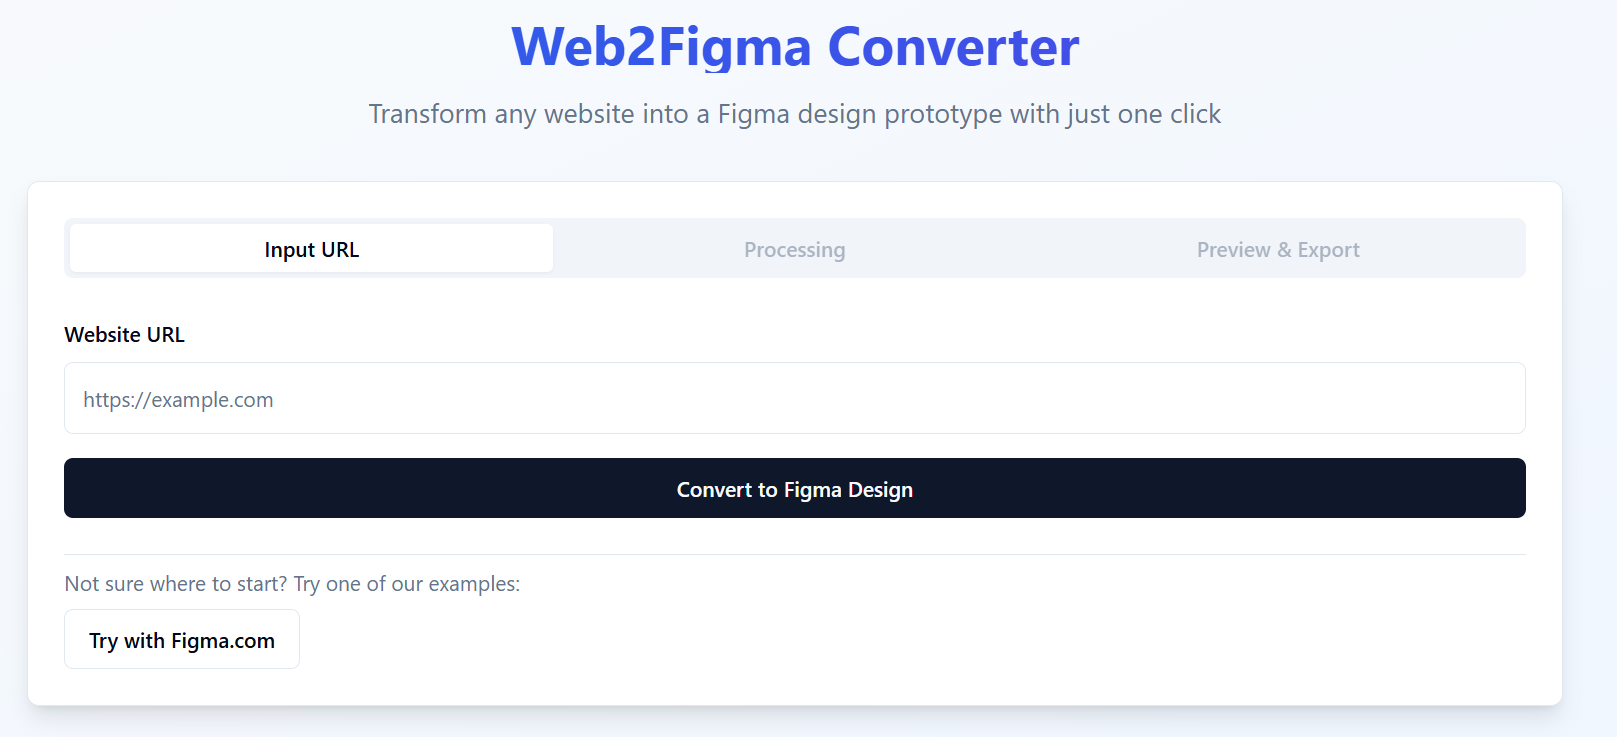 Web2Figma Converter
Transform any website into a Figma design prototype with just one click
Input URL
Processing
Preview & Export
Website URL
https://example.com
Convert to Figma Design
Not sure where to start? Try one of our examples:
Try with Figma.com